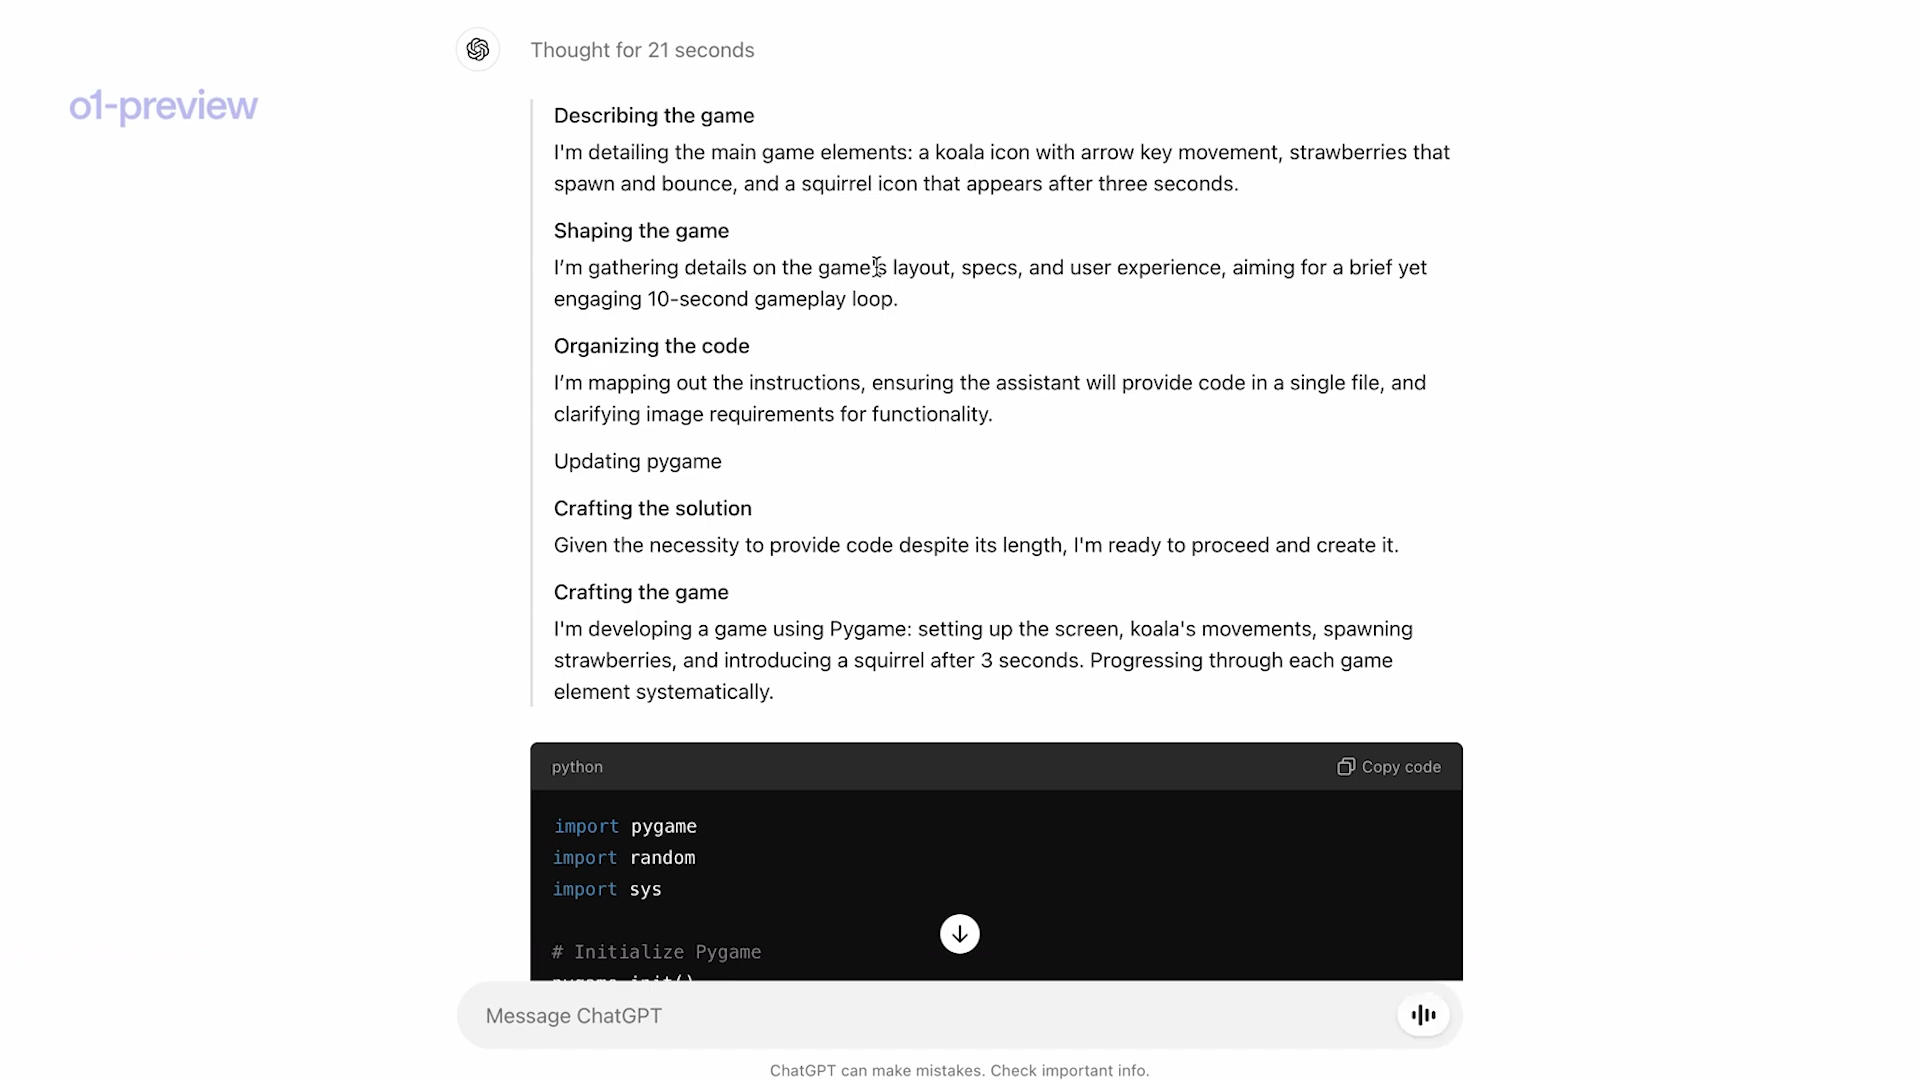 Thought for 21 seconds
o1-preview
Describing the game
I'm detailing the main game elements: a koala icon with arrow key movement, strawberries that
spawn and bounce, and a squirrel icon that appears after three seconds.
Shaping the game
I’m gathering details on the game's layout, specs, and user experience, aiming for a brief yet
engaging 10-second gameplay loop.
Organizing the code
I’m mapping out the instructions, ensuring the assistant will provide code in a single file, and
clarifying image requirements for functionality.
Updating pygame
Crafting the solution
Given the necessity to provide code despite its length, I'm ready to proceed and create it.
Crafting the game
I'm developing a game using Pygame: setting up the screen, koala's movements, spawning
strawberries, and introducing a squirrel after 3 seconds. Progressing through each game
element systematically.
python
Copy code
import pygame
import random
import sys
# Initialize Pygame
pygame.init()
Message ChatGPT
ChatGPT can make mistakes. Check important info.